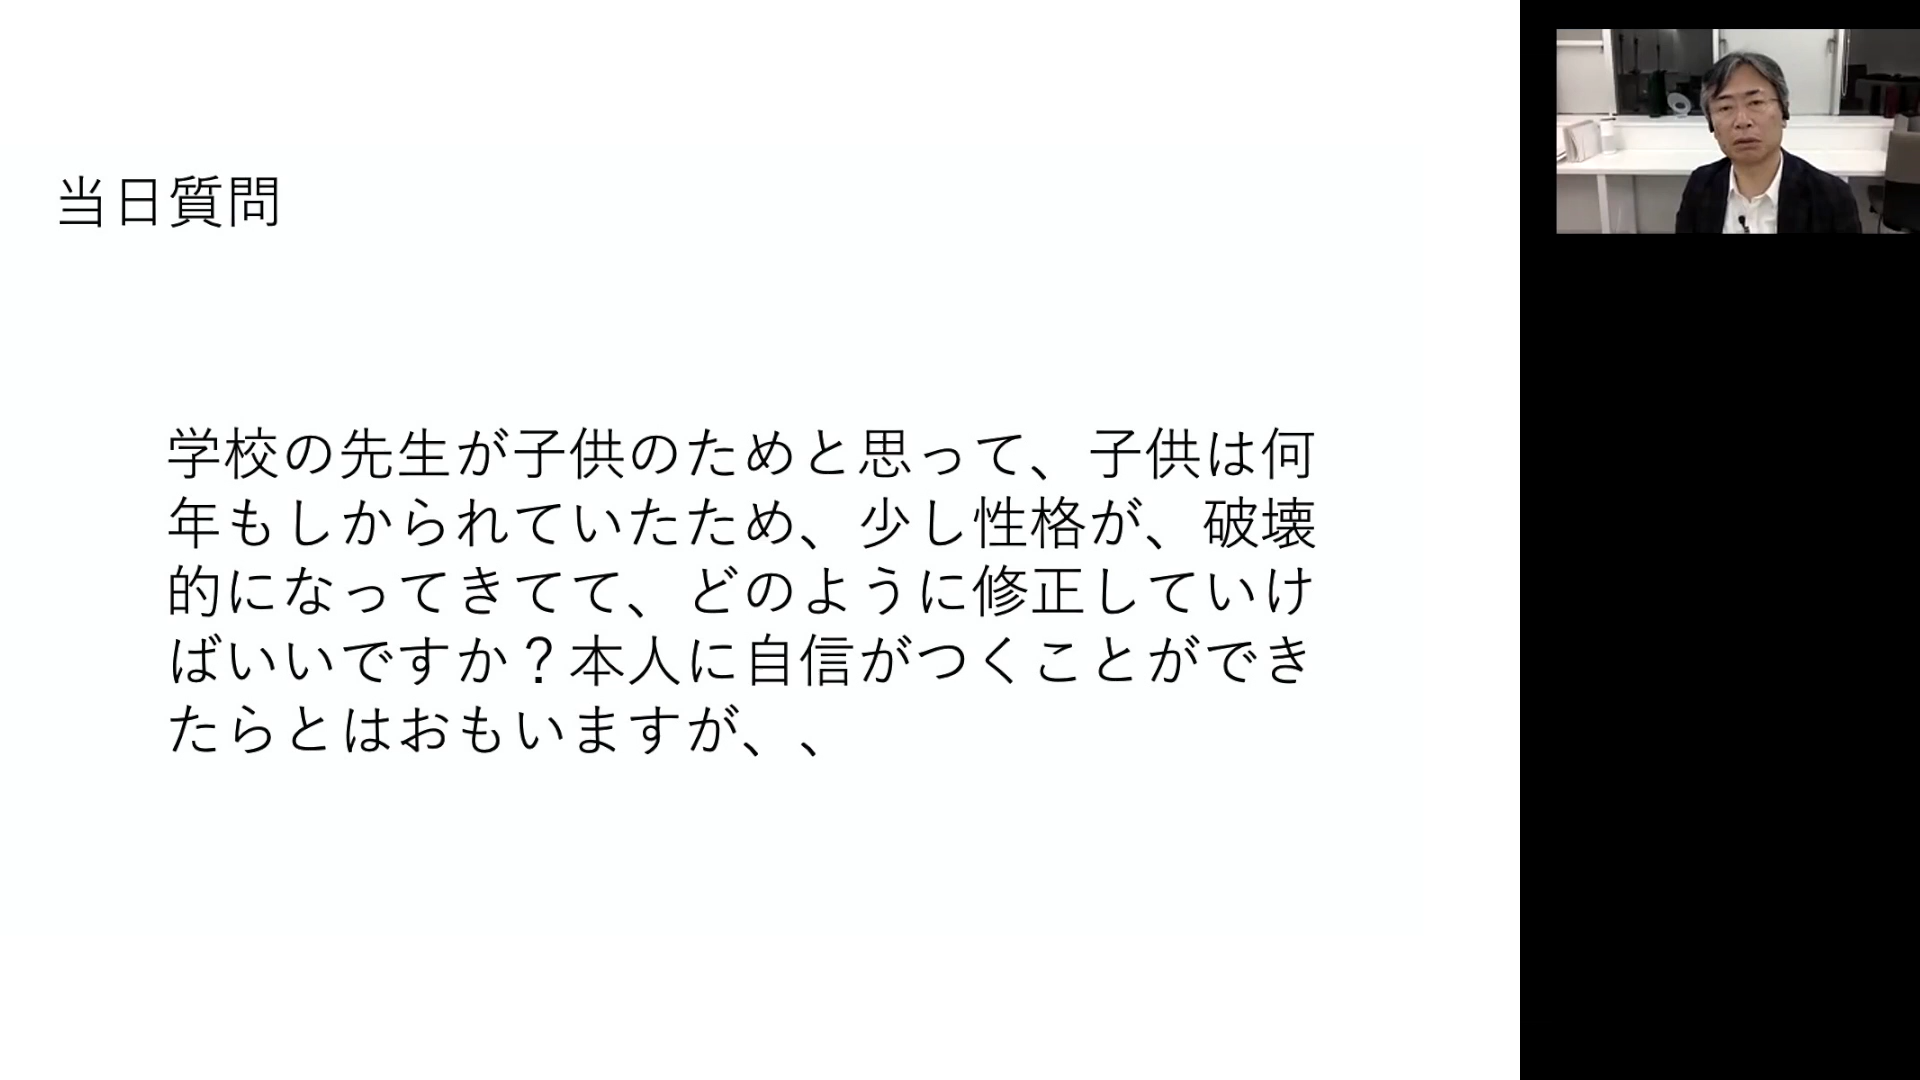 当日質問
学校の先生が子供のためと思って、子供は何
年もしかられていたため、少し性格が、破壊
的になってきてて、どのように修正していけ
ばいいですか？本人に自信がつくことができ
たらとはおもいますが、、